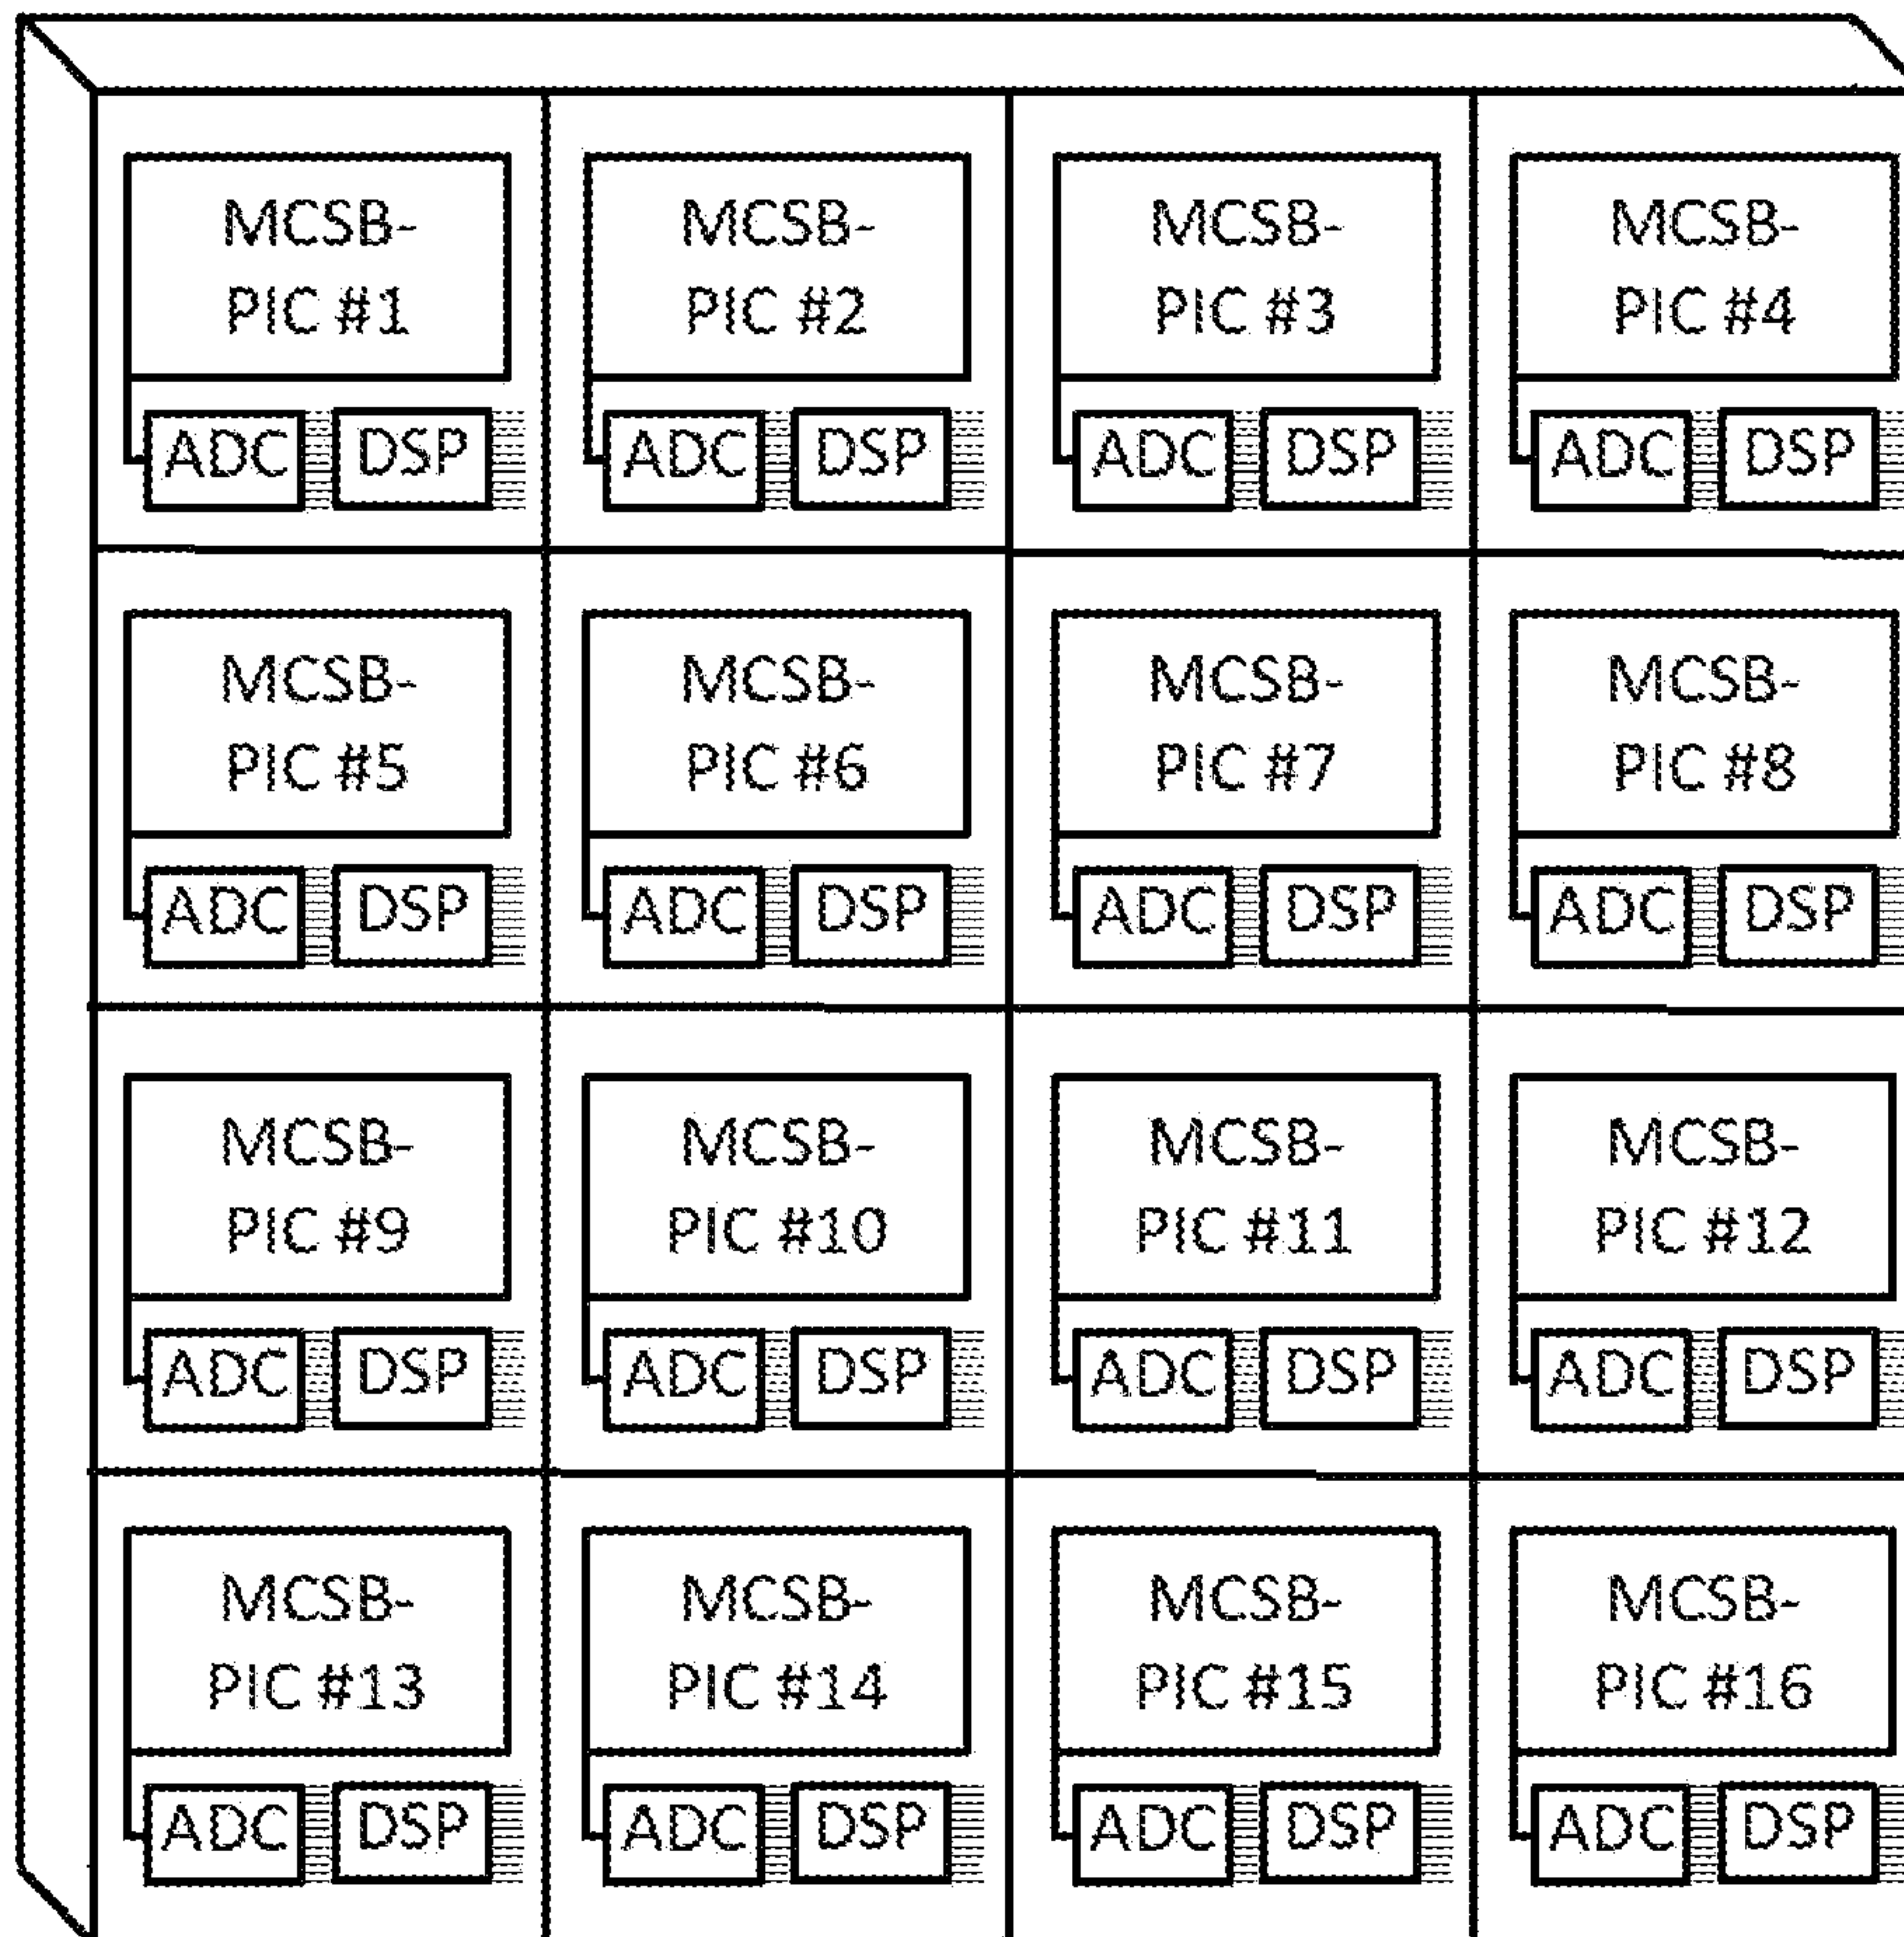 MCSB-
PIC #1
ADC DSP
MCSB-
PIC #2
ADC DSP
MCSB-
PIC #3
ADC DSP
MCSB-
PIC #4
ADC DSP
MCSB-
PIC #5
ADC DSP
MCSB-
PIC #6
ADC DSP
MCSB-
PIC #7
ADC DSP
MCSB-
PIC #8
ADC DSP
MCSB-
PIC #9
ADC DSP
MCSB-
PIC #10
ADC DSP
MCSB-
PIC #11
ADC DSP
MCSB-
PIC #12
ADC DSP
MCSB-
PIC #13
ADC DSP
MCSB-
PIC #14
ADC DSP
MCSB-
PIC #15
ADC DSP
MCSB-
PIC #16
ADC DSP